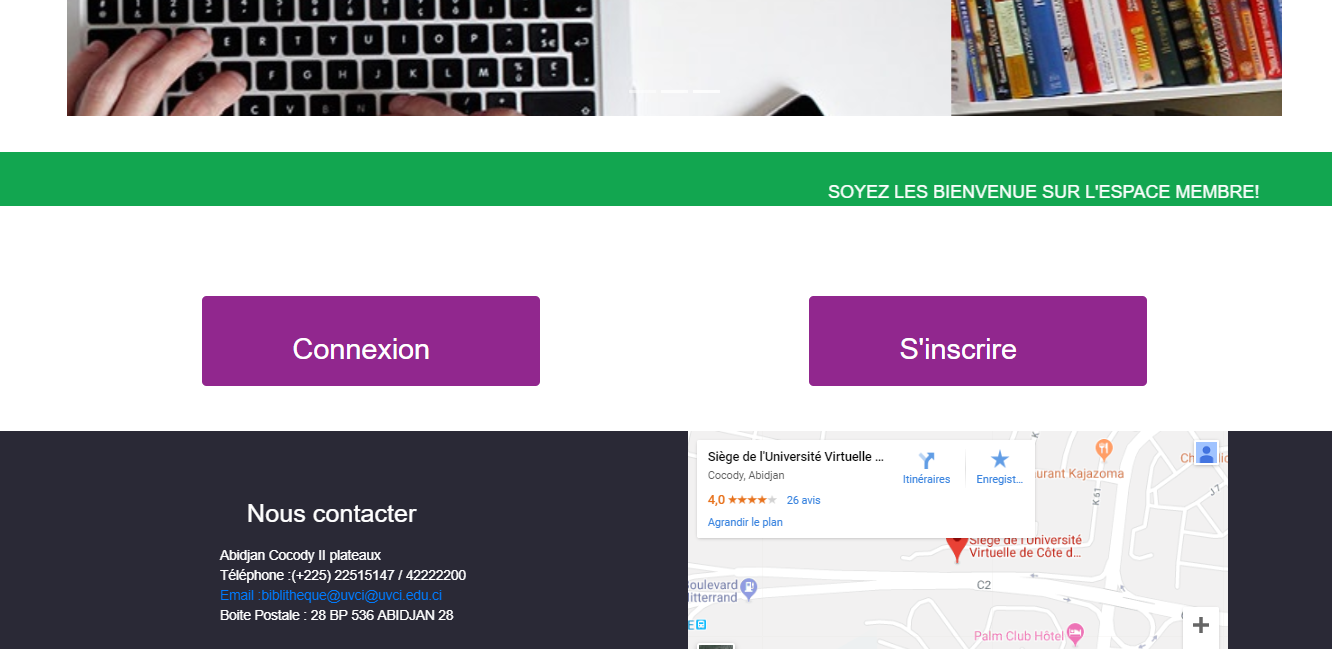 E R T Y U I O P
S F G H J K L M
C V B N
SOYEZ LES BIENVENUE SUR L'ESPACE MEMBRE!
Connexion
S'inscrire
Nous contacter
Abidjan Cocody II plateaux
Téléphone :(+225) 22515147 / 42222200
Email :biblitheque@uvci@uvci.edu.ci
Boite Postale : 28 BP 536 ABIDJAN 28
Siège de l'Université Virtuelle ...
Cocody, Abidjan
4,0
26 avis
Agrandir le plan
Itinéraires
Enregist...
urant Kajazoma
K 61
J 7
Siège de l'Université
Virtuelle de Côte d...
C2
oulevard
litterrand
E
Palm Club Hôtel
+